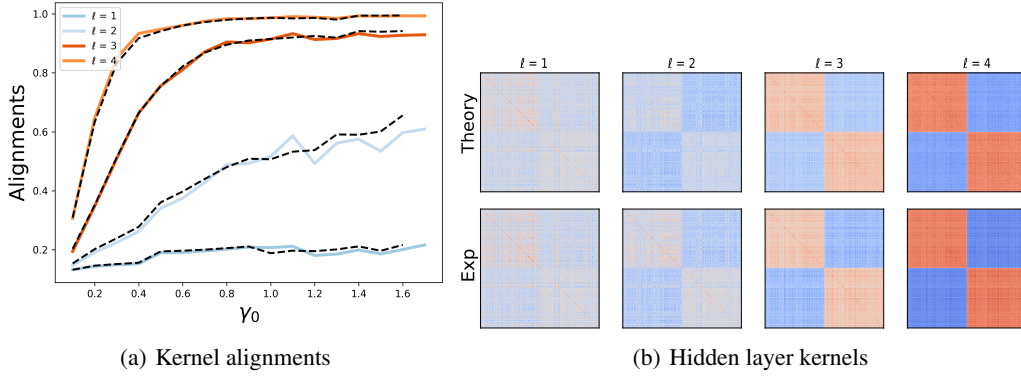 ℓ = 1
ℓ = 2
ℓ = 3
ℓ = 4
1.0
0.8
0.6
0.4
0.2
Alignments
0.2 0.4 0.6 0.8 1.0 1.2 1.4 1.6
γ0
(a) Kernel alignments
ℓ = 1 ℓ = 2 ℓ = 3 ℓ = 4
Theory
Exp
(b) Hidden layer kernels